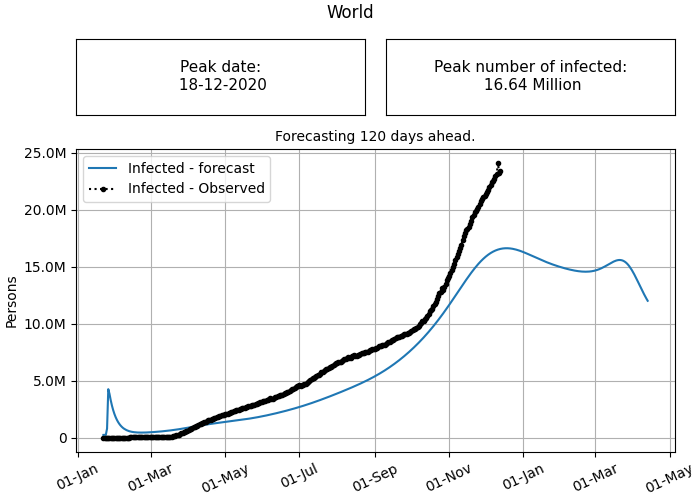 World
Peak date:
18-12-2020
Peak number of infected:
16.64 Million
Forecasting 120 days ahead.
Infected - forecast
Infected - Observed
25.0M
20.0M
15.0M
10.0M
5.0M
0
Persons
01-Jan
01-Mar
01-May
01-Jul
01-Sep
01-Nov
01-Jan
01-Mar
01-May